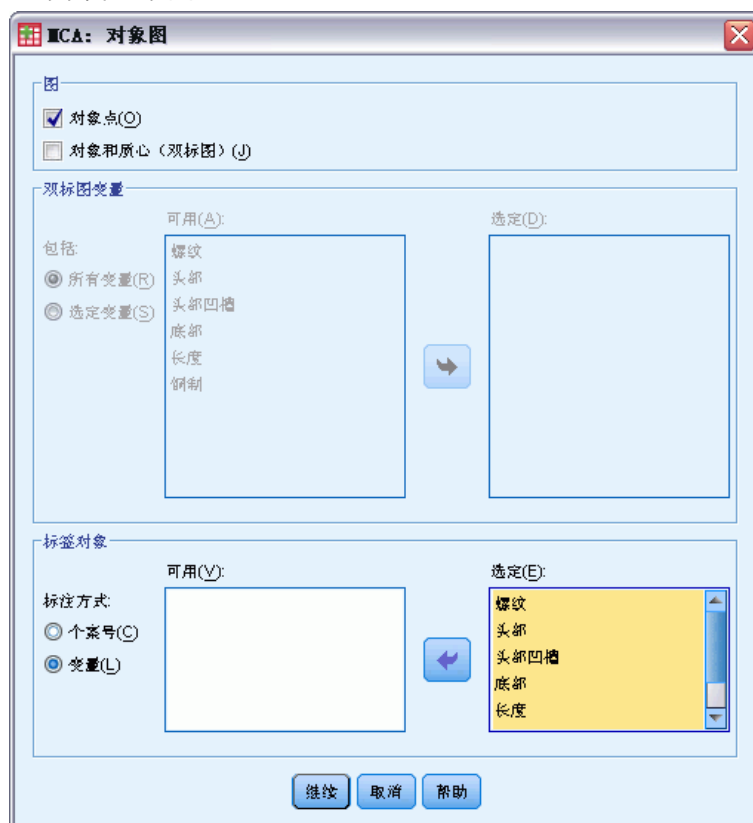 MCA: 对象图
图
对象点(O)
对象和质心（双标图）(J)
双标图变量
可用(A):
选定(D):
包括:
所有变量(R)
选定变量(S)
螺纹
头部
头部凹槽
底部
长度
铜制
标签对象
可用(V):
选定(E):
标注方式:
个案号(C)
变量(L)
螺纹
头部
头部凹槽
底部
长度
继续
取消
帮助